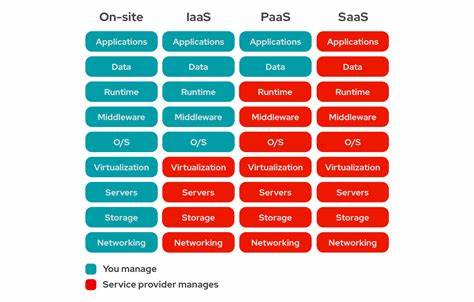 On-site IaaS PaaS SaaS
Applications Applications Applications Applications
Data Data Data Data
Runtime Runtime Runtime Runtime
Middleware Middleware Middleware Middleware
O/S O/S O/S O/S
Virtualization Virtualization Virtualization Virtualization
Servers Servers Servers Servers
Storage Storage Storage Storage
Networking Networking Networking Networking
You manage
Service provider manages